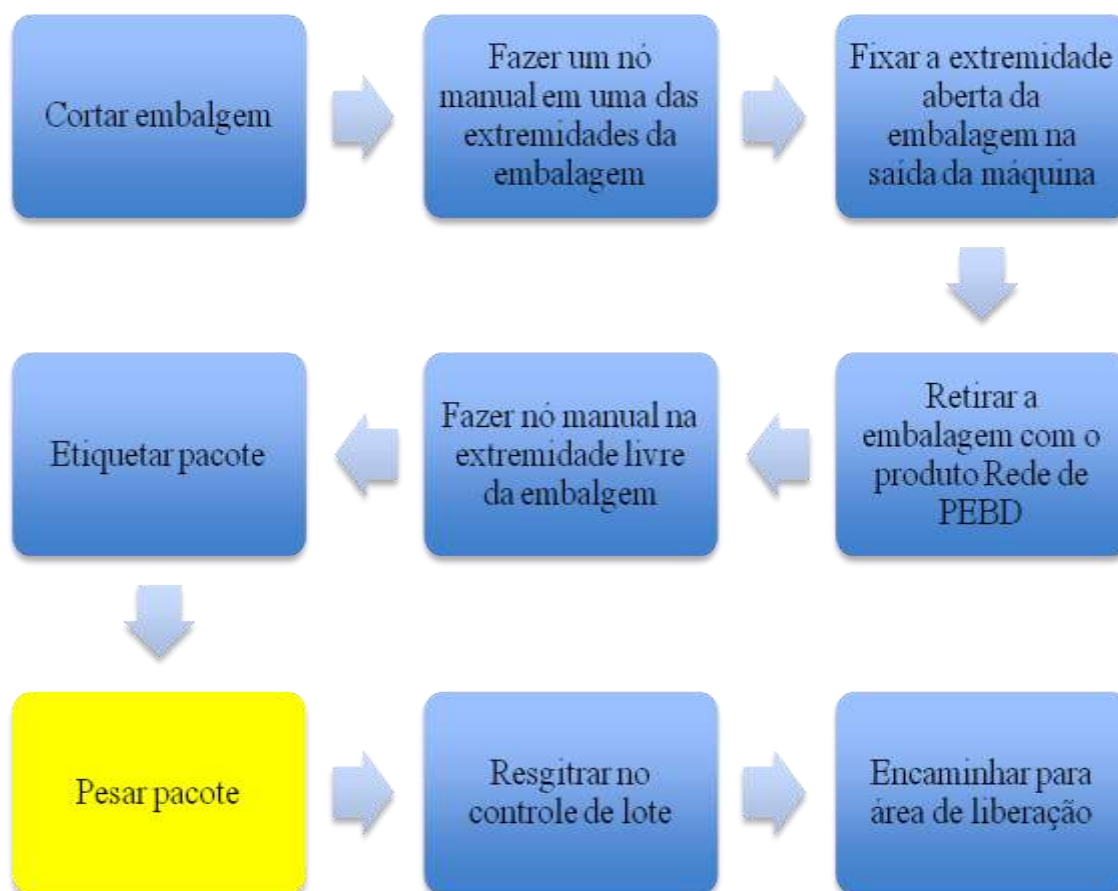 Cortar embalgem
Fazer um nó
manual em uma das
extremidades da
embalagem
Fixar a extremidade
aberta da
embalagem na
saída da máquina
Retirar a
embalagem com o
produto Rede de
PEBD
Fazer nó manual na
extremidade livre
da embalgem
Etiquetar pacote
Pesar pacote
Resgitrar no
controle de lote
Encaminhar para
área de liberação